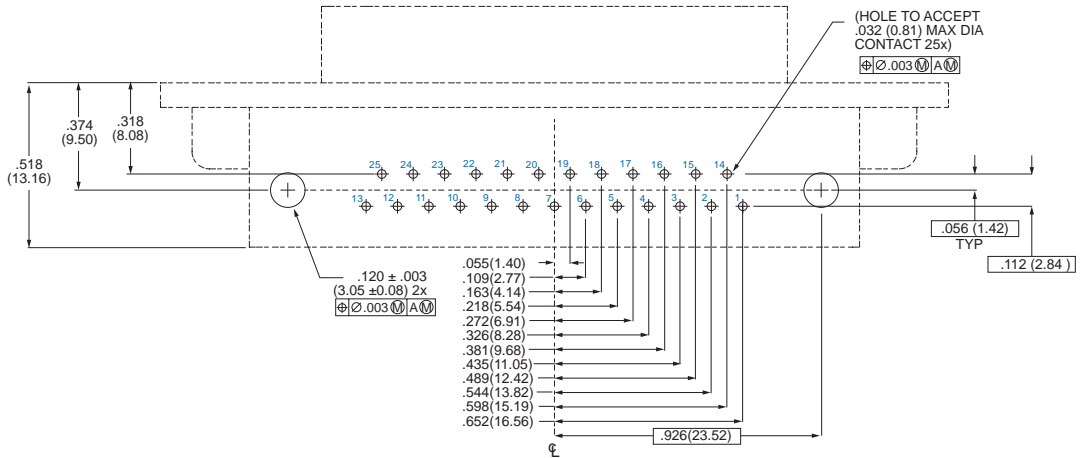 (HOLE TO ACCEPT
.032 (0.81) MAX DIA
CONTACT 25x)
⌖ ∅.003 Ⓜ A Ⓜ
.518
(13.16)
.374
(9.50)
.318
(8.08)
25 24 23 22 21 20 19 18 17 16 15 14
13 12 11 10 9 8 7 6 5 4 3 2 1
.056 (1.42)
TYP
.112 (2.84 )
.120 ± .003
(3.05 ±0.08) 2x
⌖ ∅.003 Ⓜ A Ⓜ
.055(1.40)
.109(2.77)
.163(4.14)
.218(5.54)
.272(6.91)
.326(8.28)
.381(9.68)
.435(11.05)
.489(12.42)
.544(13.82)
.598(15.19)
.652(16.56)
.926(23.52)
℄